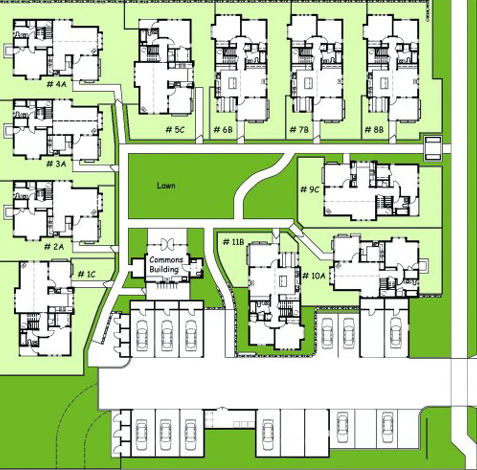 # 4A
# 5C
# 6B
# 7B
# 8B
# 3A
Lawn
# 9C
# 2A
# 11B
Commons
Building
# 1C
# 10A